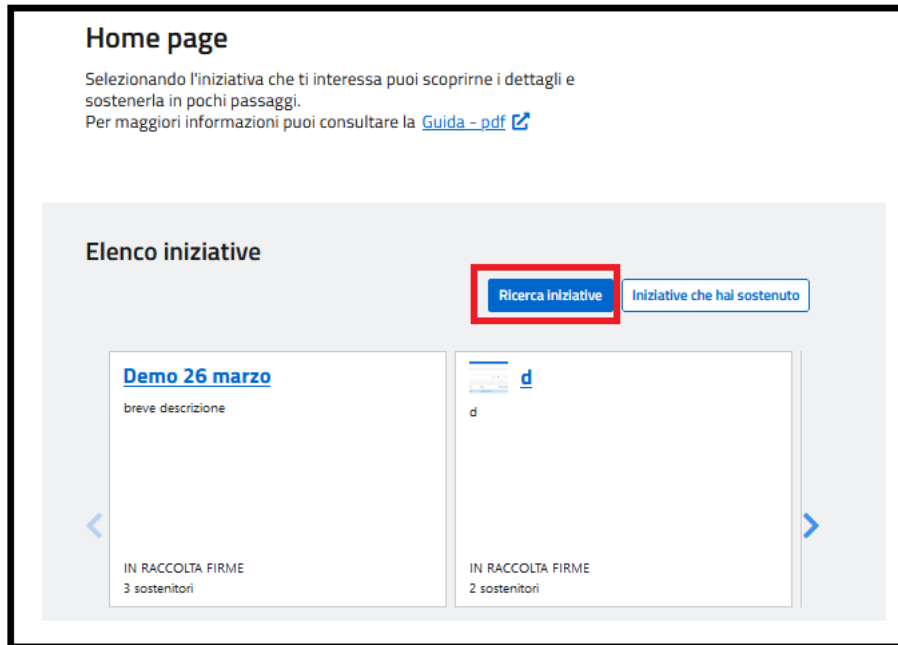 Home page
Selezionando l'iniziativa che ti interessa puoi scoprirne i dettagli e
sostenerla in pochi passaggi.
Per maggiori informazioni puoi consultare la Guida - pdf
Elenco iniziative
Ricerca iniziative
Iniziative che hai sostenuto
Demo 26 marzo
breve descrizione
IN RACCOLTA FIRME
3 sostenitori
d
d
IN RACCOLTA FIRME
2 sostenitori